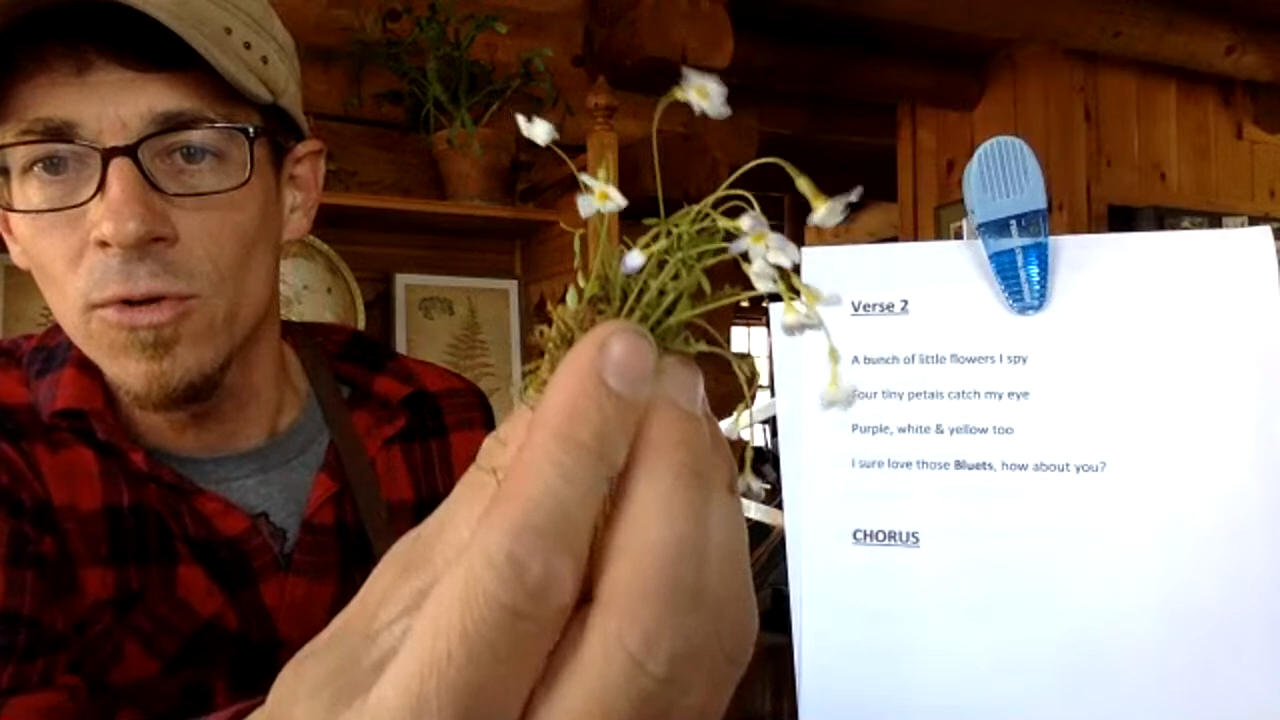 Verse 2
A bunch of little flowers I spy
Four tiny petals catch my eye
Purple, white & yellow too
I sure love those Bluets, how about you?
CHORUS